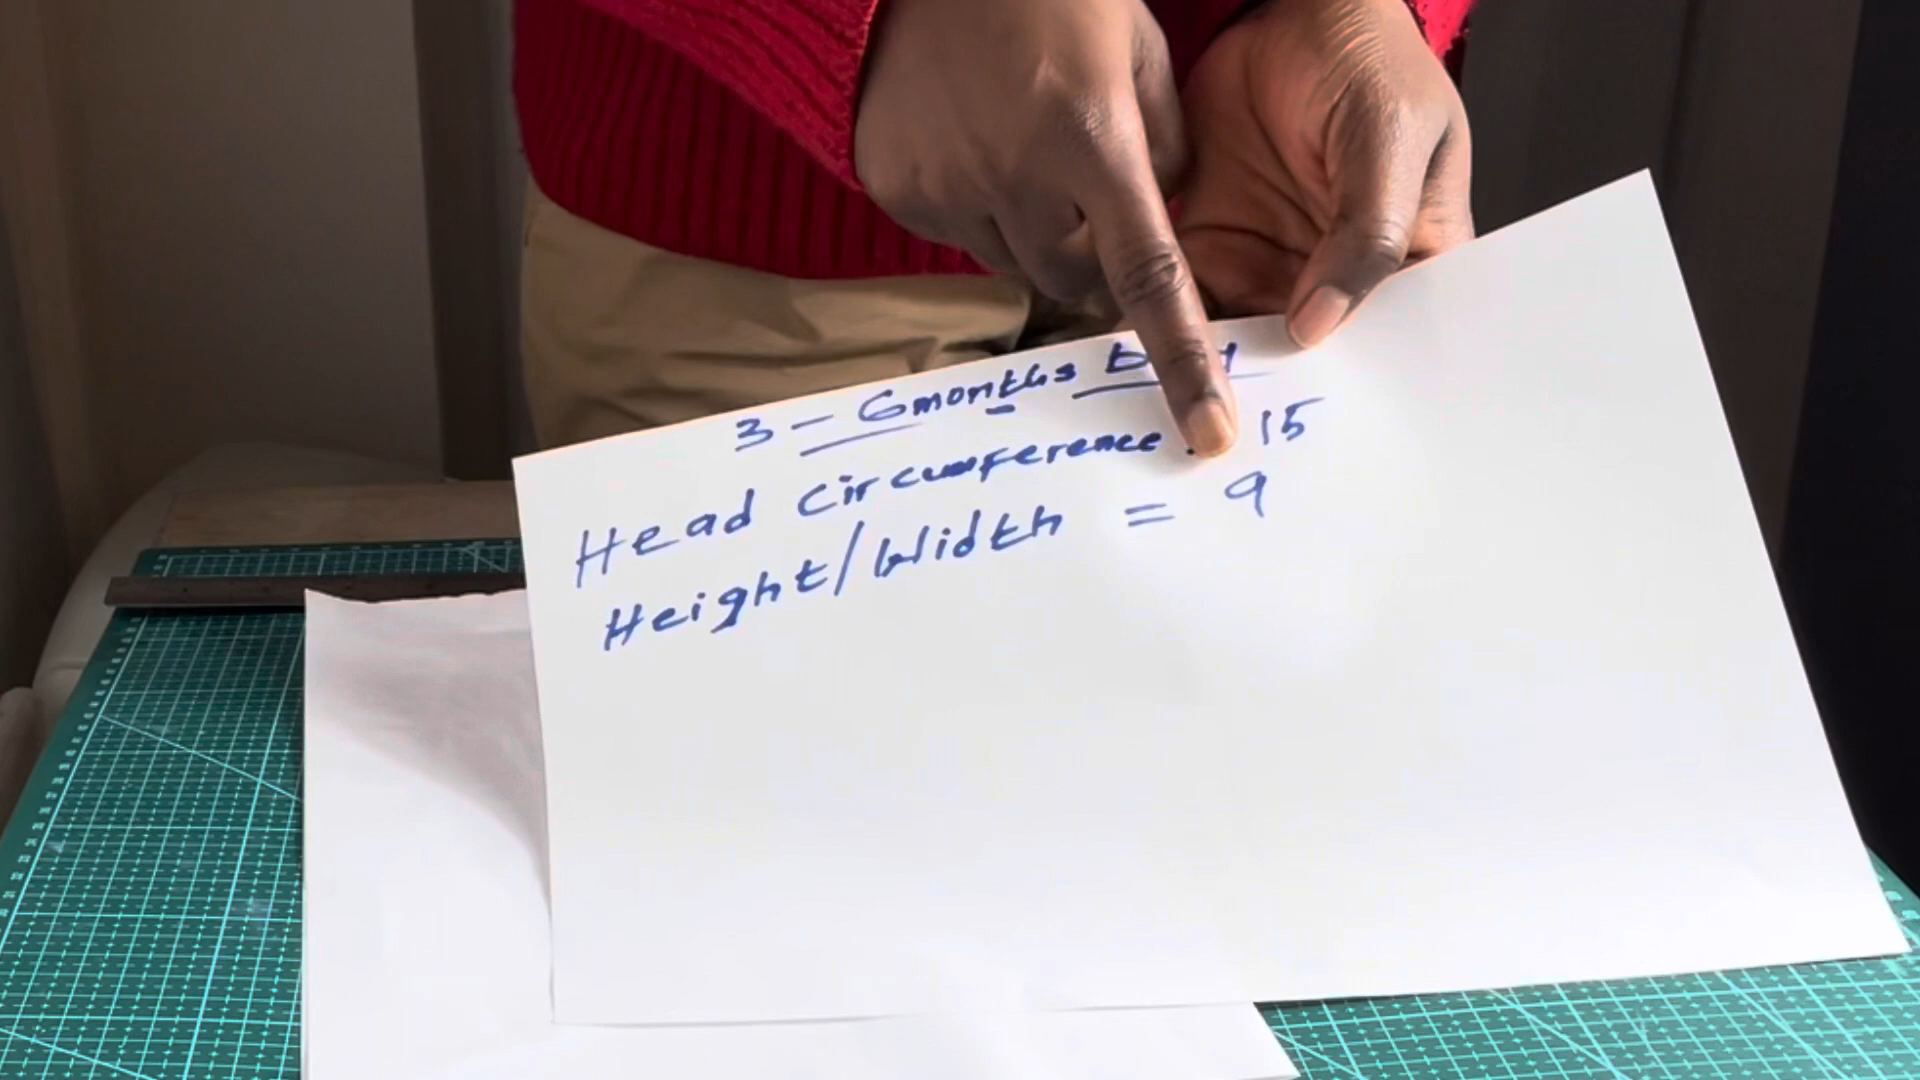 3 - 6months
Head Circumference 15
Height/Width = 9